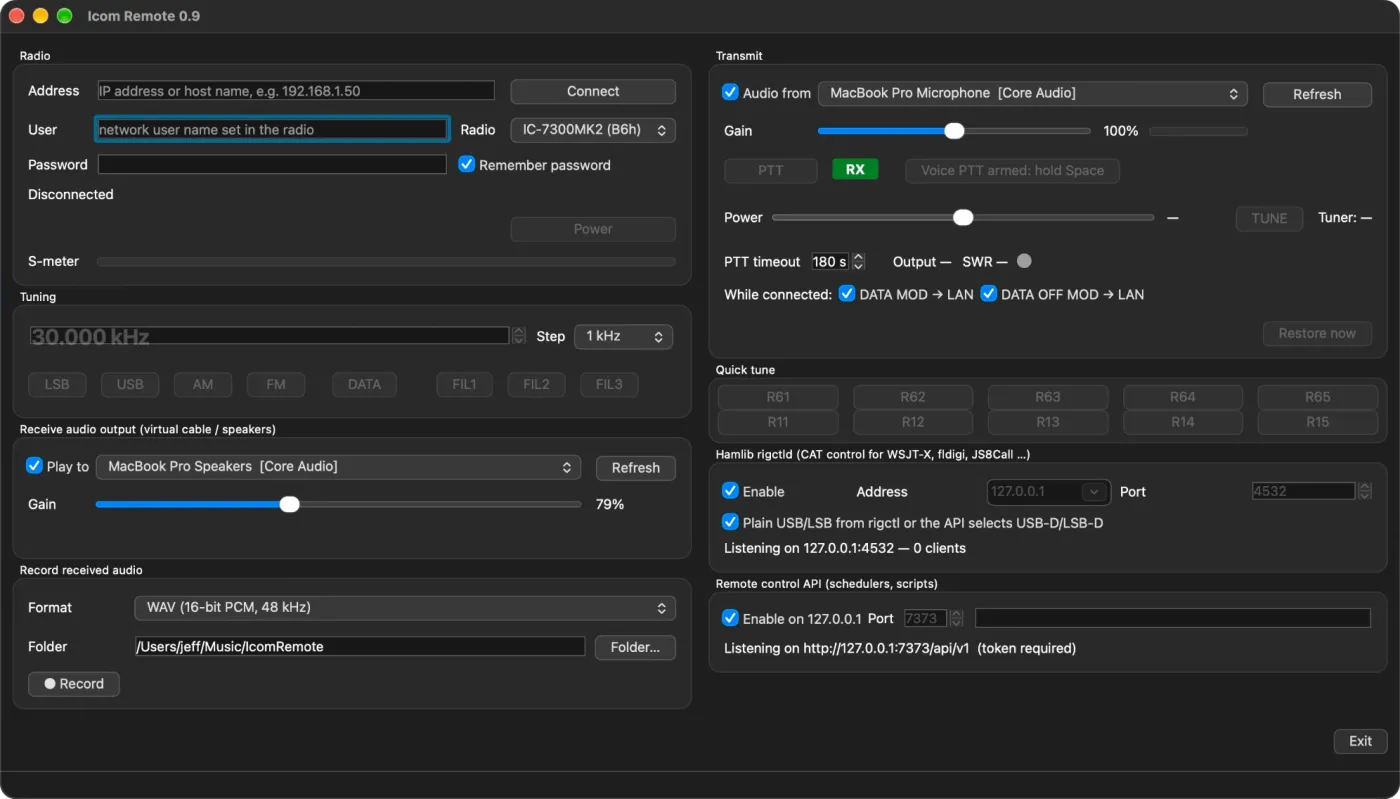 Icom Remote 0.9
Radio
Address IP address or host name, e.g. 192.168.1.50 Connect
User network user name set in the radio Radio IC-7300MK2 (B6h)
Password Remember password
Disconnected
Power
S-meter
Tuning
30.000 kHz Step 1 kHz
LSB USB AM FM DATA FIL1 FIL2 FIL3
Receive audio output (virtual cable / speakers)
Play to MacBook Pro Speakers [Core Audio] Refresh
Gain 79%
Record received audio
Format WAV (16-bit PCM, 48 kHz)
Folder /Users/jeff/Music/IcomRemote Folder...
Record
Transmit
Audio from MacBook Pro Microphone [Core Audio] Refresh
Gain 100%
PTT RX Voice PTT armed: hold Space
Power — TUNE Tuner: —
PTT timeout 180 s Output — SWR —
While connected: DATA MOD → LAN DATA OFF MOD → LAN
Restore now
Quick tune
R61 R62 R63 R64 R65
R11 R12 R13 R14 R15
Hamlib rigctld (CAT control for WSJT-X, fldigi, JS8Call ...)
Enable Address 127.0.0.1 Port 4532
Plain USB/LSB from rigctl or the API selects USB-D/LSB-D
Listening on 127.0.0.1:4532 — 0 clients
Remote control API (schedulers, scripts)
Enable on 127.0.0.1 Port 7373
Listening on http://127.0.0.1:7373/api/v1 (token required)
Exit